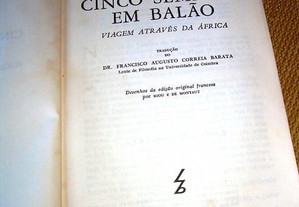 CINCO
EM BALÃO
VIAGEM ATRAVÉS DA ÁFRICA
TRADUÇÃO
DO
DR. FRANCISCO AUGUSTO CORREIA BARATA
Lente de Filosofia na Universidade de Coimbra
Desenhos da edição original francesa
por RIOU e DE MONTAUT